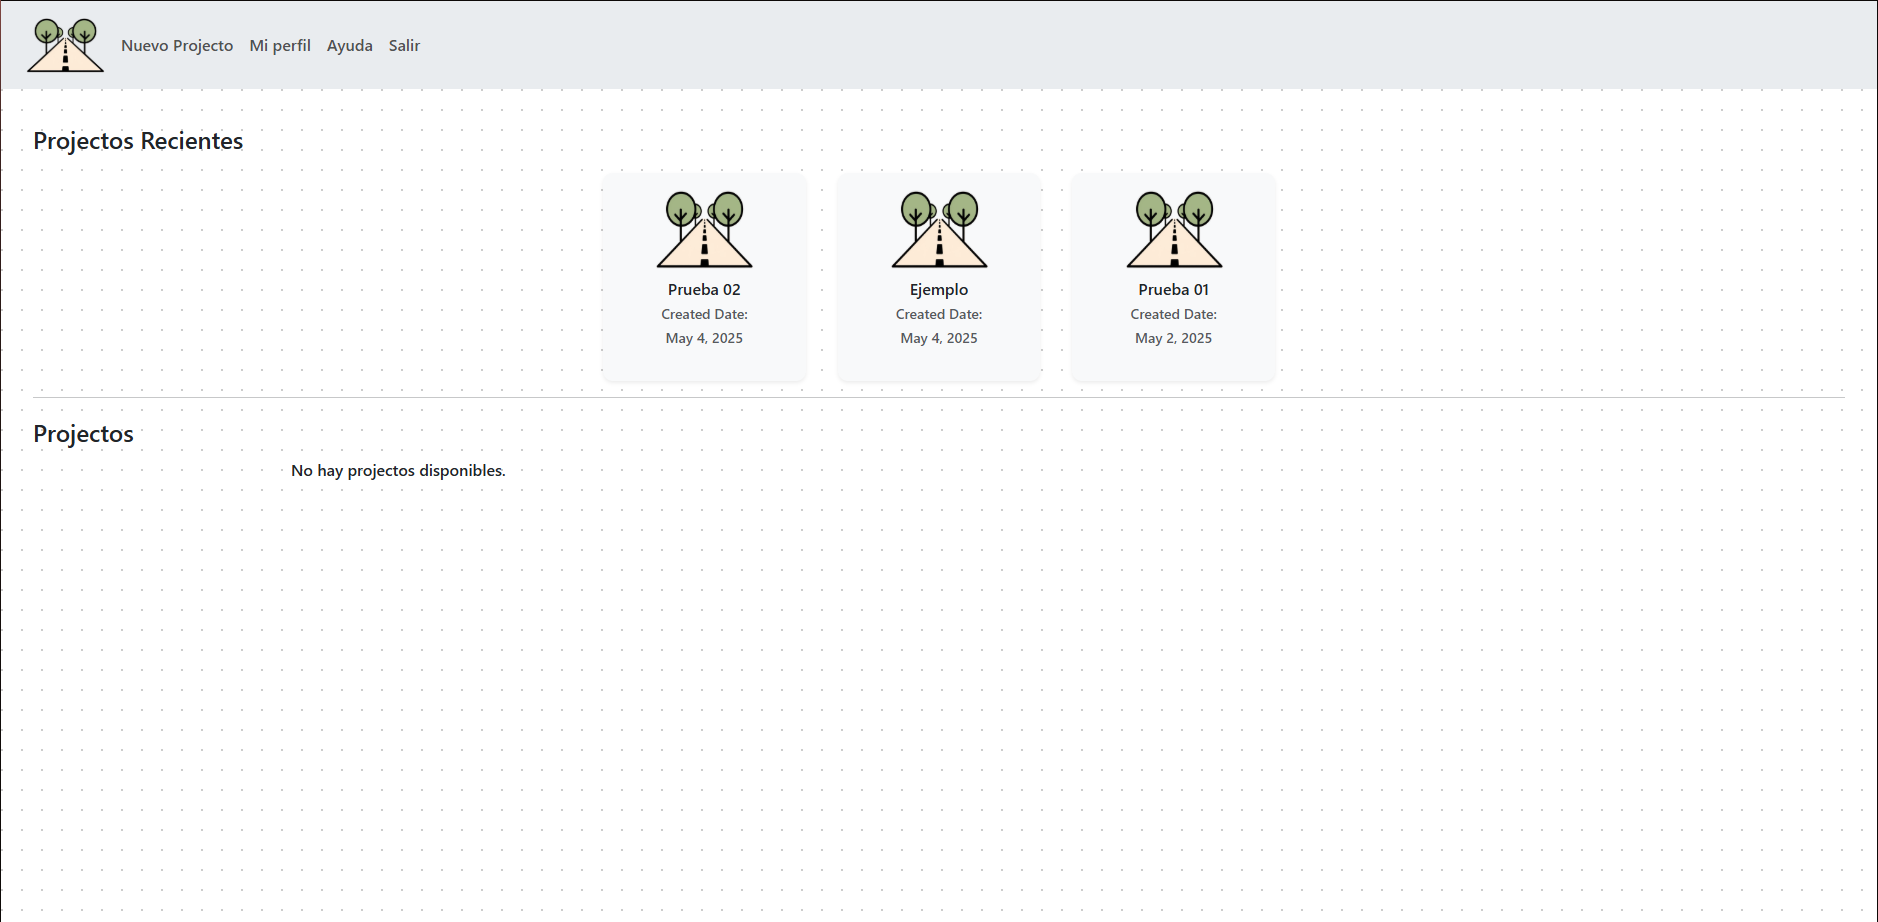 Nuevo Projecto Mi perfil Ayuda Salir
Projectos Recientes
Prueba 02
Created Date:
May 4, 2025
Ejemplo
Created Date:
May 4, 2025
Prueba 01
Created Date:
May 2, 2025
Projectos
No hay projectos disponibles.